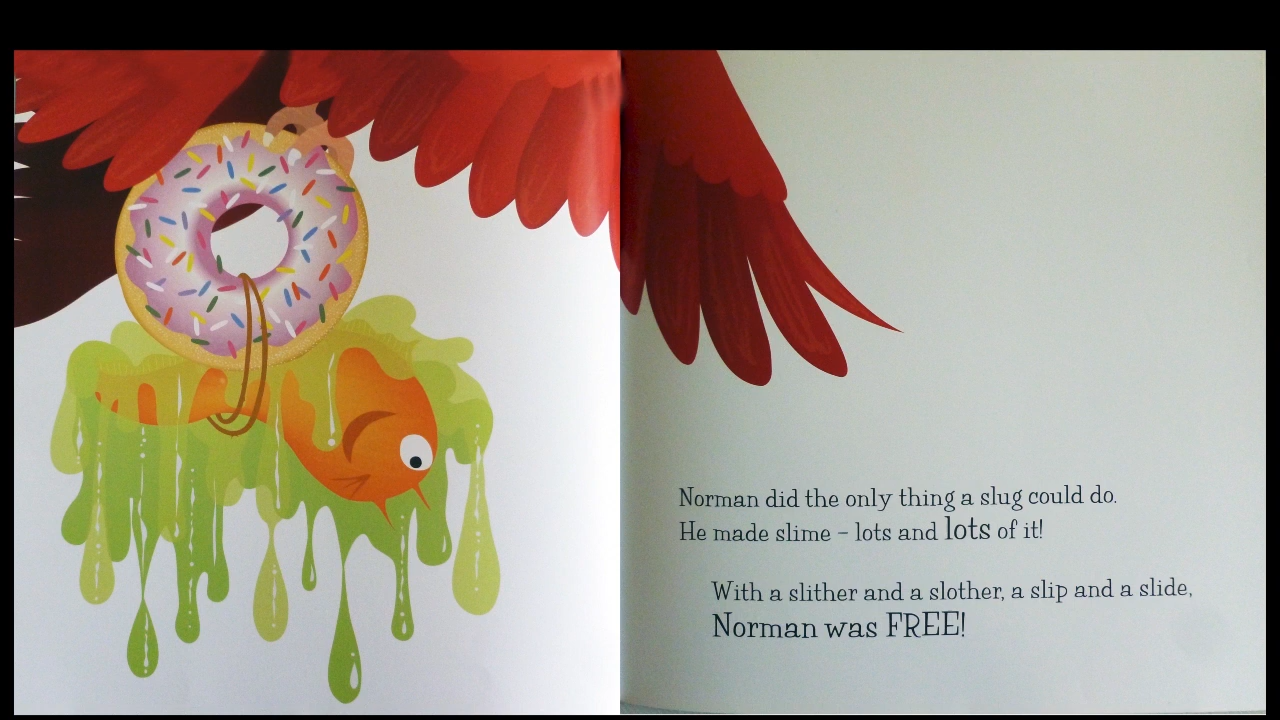 Norman did the only thing a slug could do.
He made slime – lots and lots of it!
With a slither and a slother, a slip and a slide,
Norman was FREE!